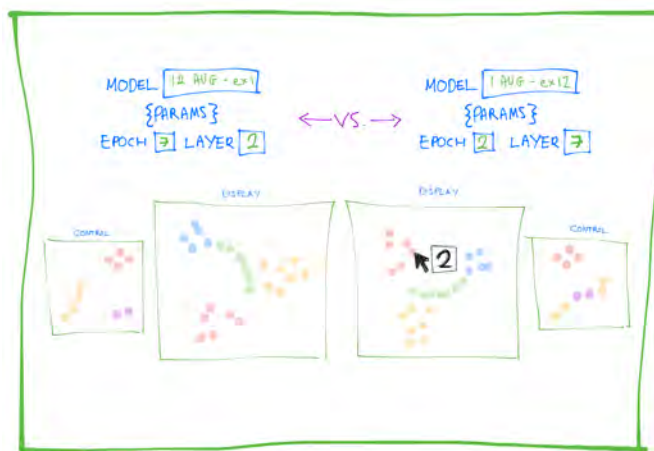 MODEL 12 AUG - ex1
{PARAMS}
EPOCH 7 LAYER 2
← VS. →
MODEL 1 AUG - ex12
{PARAMS}
EPOCH 2 LAYER 7
CONTROL
DISPLAY
DISPLAY
2
CONTROL